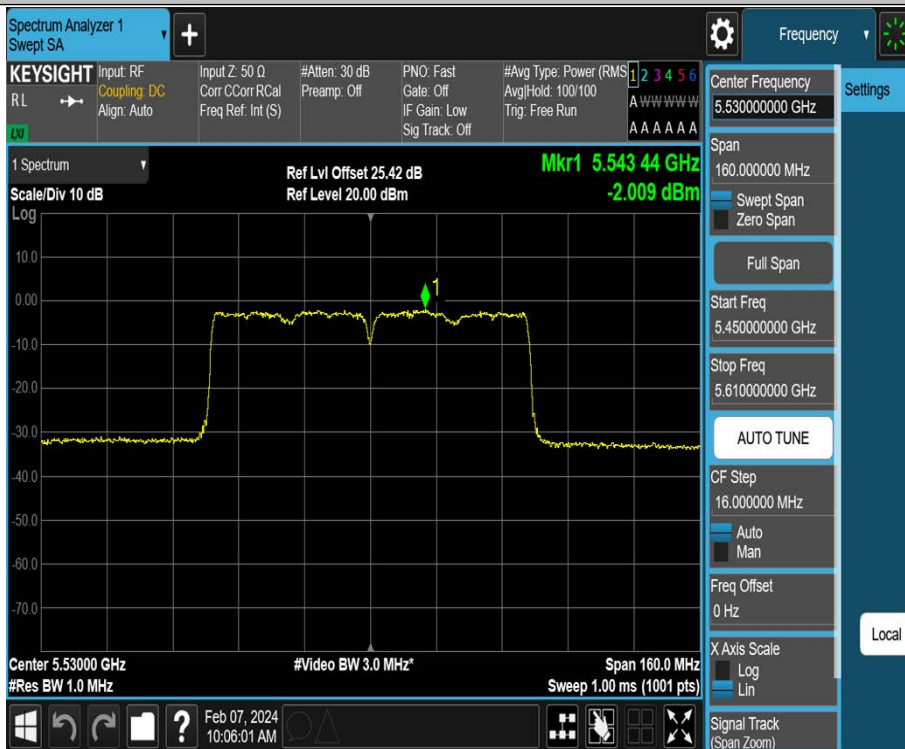 Spectrum Analyzer 1
Swept SA
+
Frequency
KEYSIGHT
RL
LXI
Input: RF
Coupling: DC
Align: Auto
Input Z: 50 Ω
Corr CCorr RCal
Freq Ref: Int (S)
#Atten: 30 dB
Preamp: Off
PNO: Fast
Gate: Off
IF Gain: Low
Sig Track: Off
#Avg Type: Power (RMS
Avg|Hold: 100/100
Trig: Free Run
1 2 3 4 5 6
A W W W W W
A A A A A A
1 Spectrum
Scale/Div 10 dB
Log
Ref Lvl Offset 25.42 dB
Ref Level 20.00 dBm
Mkr1 5.543 44 GHz
-2.009 dBm
1
10.0
0.00
-10.0
-20.0
-30.0
-40.0
-50.0
-60.0
-70.0
Center 5.53000 GHz
#Res BW 1.0 MHz
#Video BW 3.0 MHz*
Span 160.0 MHz
Sweep 1.00 ms (1001 pts)
?
Feb 07, 2024
10:06:01 AM
Center Frequency
5.530000000 GHz
Span
160.000000 MHz
Swept Span
Zero Span
Full Span
Start Freq
5.450000000 GHz
Stop Freq
5.610000000 GHz
AUTO TUNE
CF Step
16.000000 MHz
Auto
Man
Freq Offset
0 Hz
X Axis Scale
Log
Lin
Signal Track
(Span Zoom)
Settings
Local